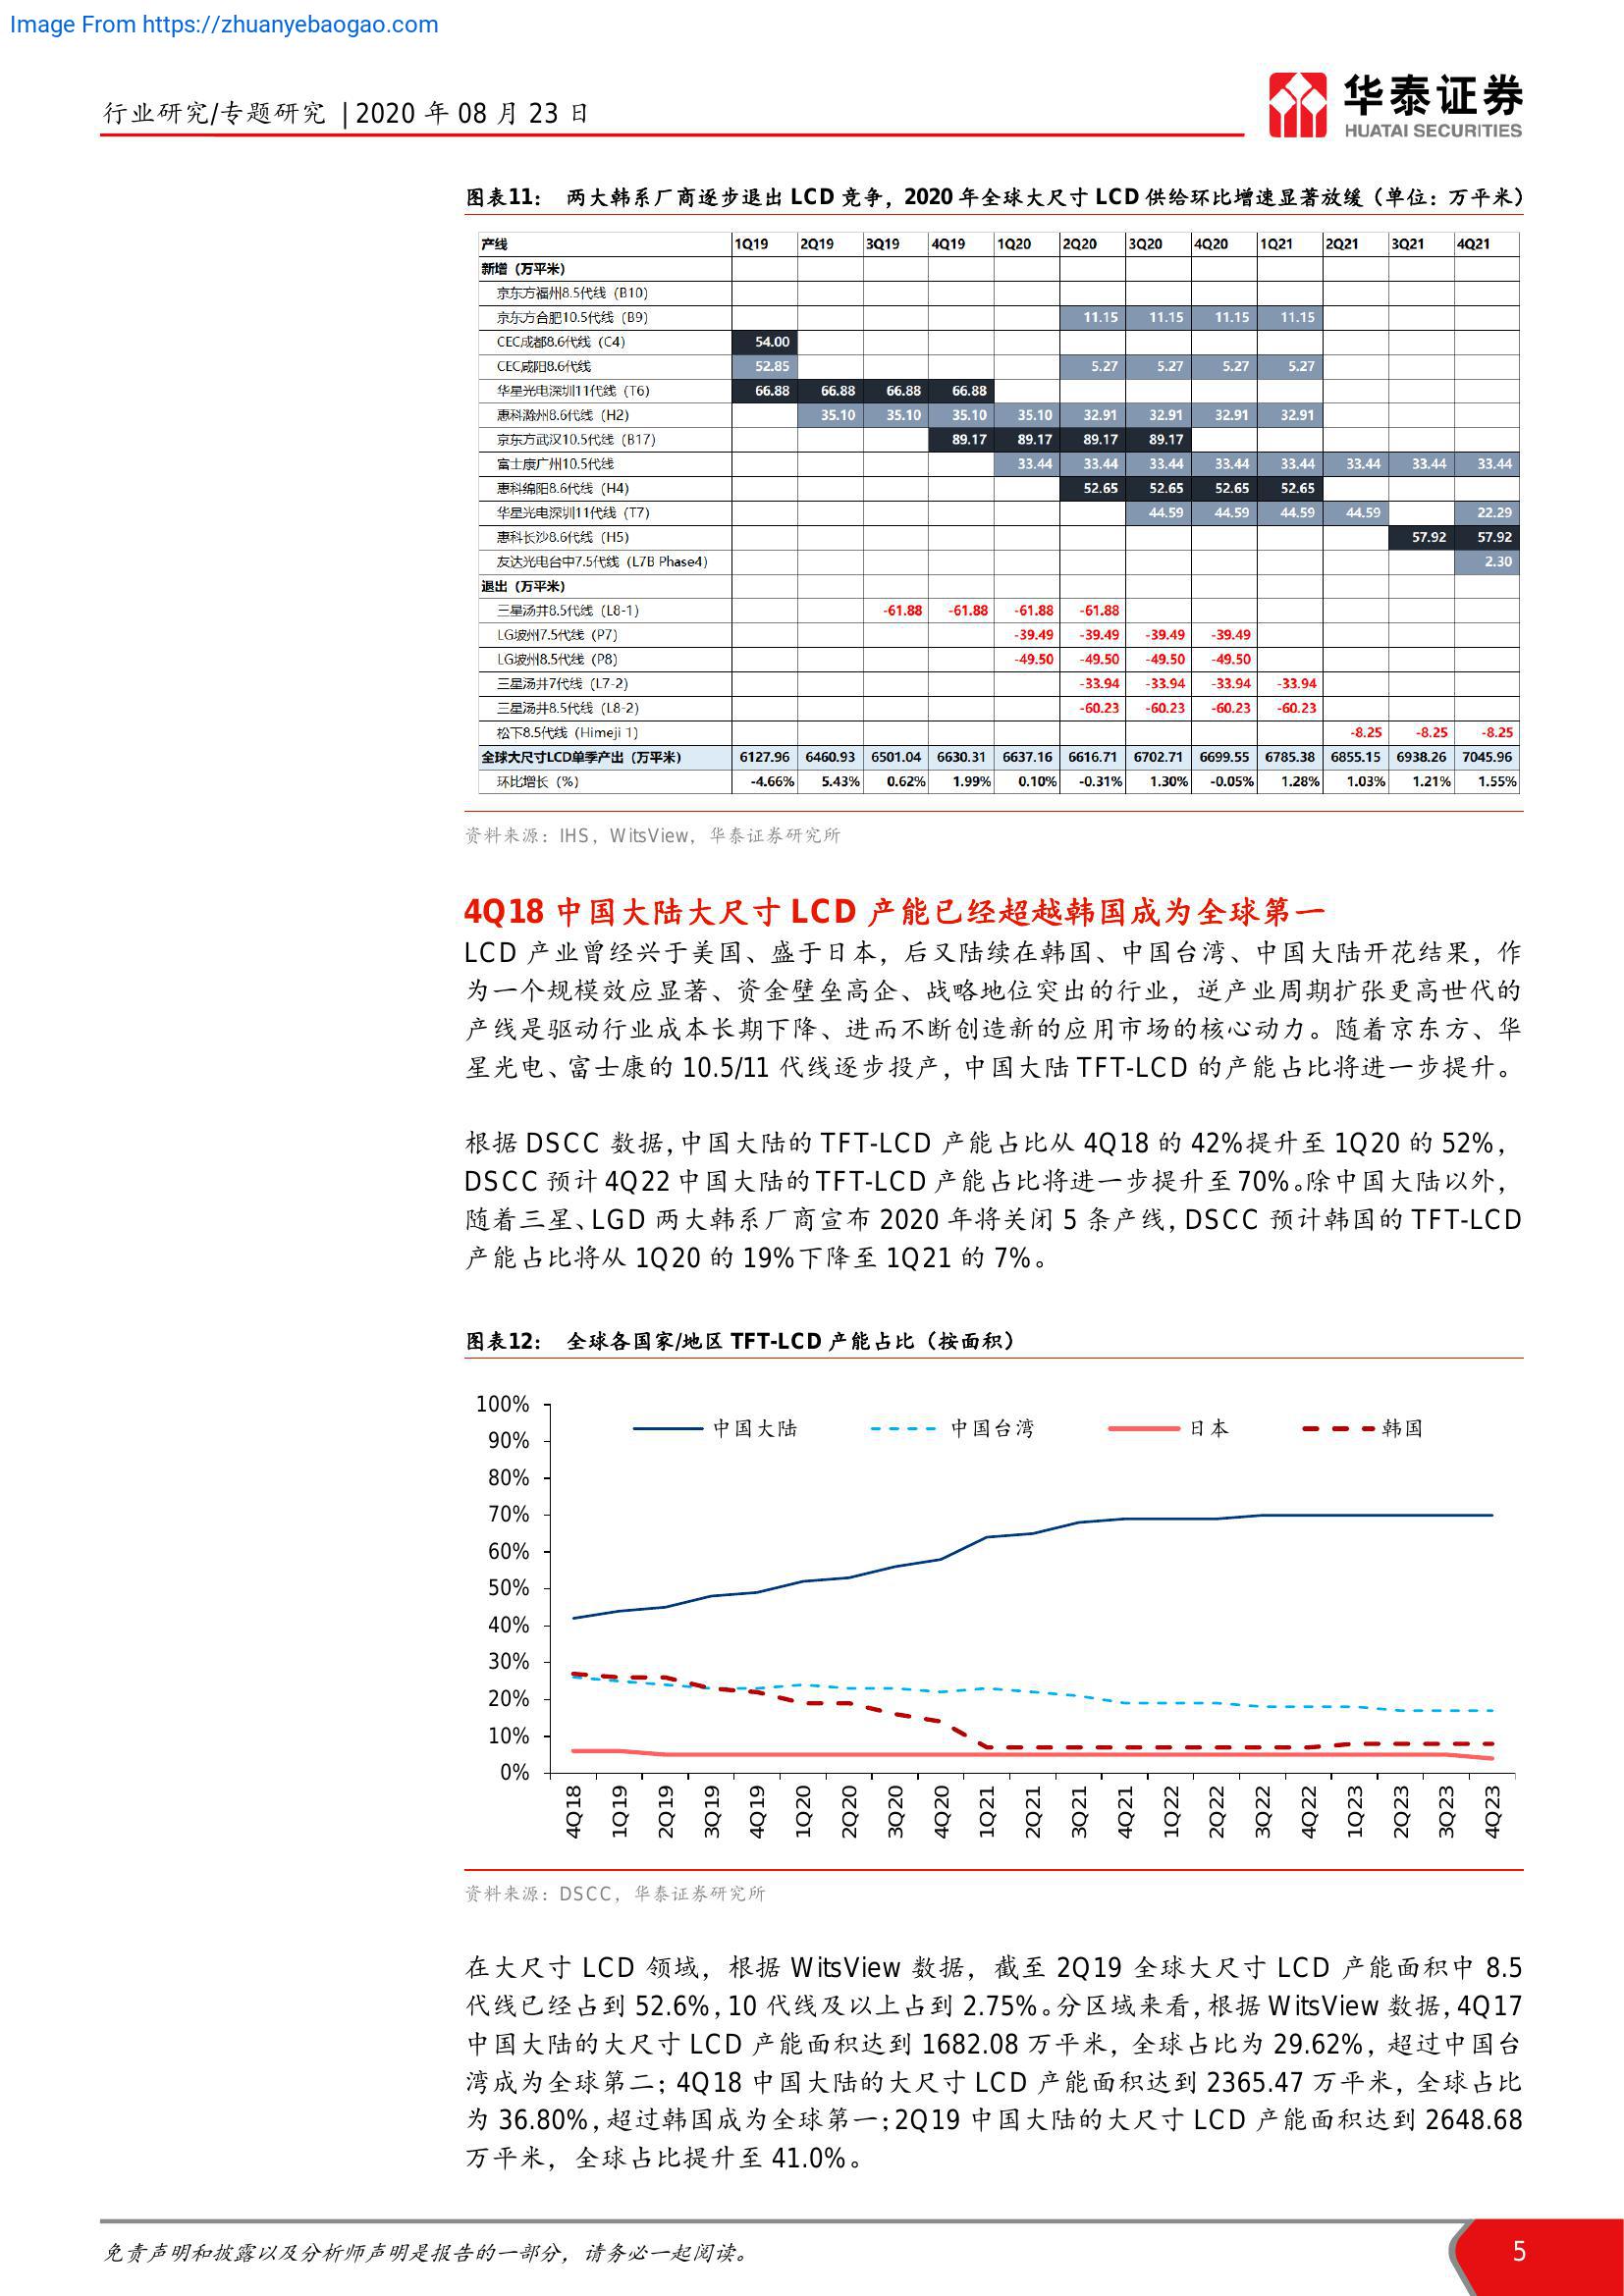 Image From https://zhuanyebaogao.com
行业研究/专题研究 | 2020 年 08 月 23 日
华泰证券
HUATAI SECURITIES
图表11： 两大韩系厂商逐步退出 LCD 竞争，2020 年全球大尺寸 LCD 供给环比增速显著放缓（单位：万平米）
产线 1Q19 2Q19 3Q19 4Q19 1Q20 2Q20 3Q20 4Q20 1Q21 2Q21 3Q21 4Q21
新增（万平米）
京东方福州8.5代线（B10）
京东方合肥10.5代线（B9） 11.15 11.15 11.15 11.15
CEC成都8.6代线（C4） 54.00
CEC咸阳8.6代线 52.85 5.27 5.27 5.27 5.27
华星光电深圳11代线（T6） 66.88 66.88 66.88 66.88
惠科滁州8.6代线（H2） 35.10 35.10 35.10 35.10 32.91 32.91 32.91 32.91
京东方武汉10.5代线（B17） 89.17 89.17 89.17 89.17
富士康广州10.5代线 33.44 33.44 33.44 33.44 33.44 33.44 33.44 33.44
惠科绵阳8.6代线（H4） 52.65 52.65 52.65 52.65
华星光电深圳11代线（T7） 44.59 44.59 44.59 44.59 22.29
惠科长沙8.6代线（H5） 57.92 57.92
友达光电台中7.5代线（L7B Phase4） 2.30
退出（万平米）
三星汤井8.5代线（L8-1） -61.88 -61.88 -61.88 -61.88
LG坡州7.5代线（P7） -39.49 -39.49 -39.49 -39.49
LG坡州8.5代线（P8） -49.50 -49.50 -49.50 -49.50
三星汤井7代线（L7-2） -33.94 -33.94 -33.94 -33.94
三星汤井8.5代线（L8-2） -60.23 -60.23 -60.23 -60.23
松下8.5代线（Himeji 1） -8.25 -8.25 -8.25
全球大尺寸LCD单季产出（万平米） 6127.96 6460.93 6501.04 6630.31 6637.16 6616.71 6702.71 6699.55 6785.38 6855.15 6938.26 7045.96
环比增长（%） -4.66% 5.43% 0.62% 1.99% 0.10% -0.31% 1.30% -0.05% 1.28% 1.03% 1.21% 1.55%
资料来源：IHS，WitsView，华泰证券研究所
4Q18 中国大陆大尺寸 LCD 产能已经超越韩国成为全球第一
LCD 产业曾经兴于美国、盛于日本，后又陆续在韩国、中国台湾、中国大陆开花结果，作
为一个规模效应显著、资金壁垒高企、战略地位突出的行业，逆产业周期扩张更高世代的
产线是驱动行业成本长期下降、进而不断创造新的应用市场的核心动力。随着京东方、华
星光电、富士康的 10.5/11 代线逐步投产，中国大陆 TFT-LCD 的产能占比将进一步提升。
根据 DSCC 数据，中国大陆的 TFT-LCD 产能占比从 4Q18 的 42%提升至 1Q20 的 52%，
DSCC 预计 4Q22 中国大陆的 TFT-LCD 产能占比将进一步提升至 70%。除中国大陆以外，
随着三星、LGD 两大韩系厂商宣布 2020 年将关闭 5 条产线，DSCC 预计韩国的 TFT-LCD
产能占比将从 1Q20 的 19%下降至 1Q21 的 7%。
图表12： 全球各国家/地区 TFT-LCD 产能占比（按面积）
中国大陆 中国台湾 日本 韩国
100%
90%
80%
70%
60%
50%
40%
30%
20%
10%
0%
4Q18 1Q19 2Q19 3Q19 4Q19 1Q20 2Q20 3Q20 4Q20 1Q21 2Q21 3Q21 4Q21 1Q22 2Q22 3Q22 4Q22 1Q23 2Q23 3Q23 4Q23
资料来源：DSCC，华泰证券研究所
在大尺寸 LCD 领域，根据 WitsView 数据，截至 2Q19 全球大尺寸 LCD 产能面积中 8.5
代线已经占到 52.6%，10 代线及以上占到 2.75%。分区域来看，根据 WitsView 数据，4Q17
中国大陆的大尺寸 LCD 产能面积达到 1682.08 万平米，全球占比为 29.62%，超过中国台
湾成为全球第二；4Q18 中国大陆的大尺寸 LCD 产能面积达到 2365.47 万平米，全球占比
为 36.80%，超过韩国成为全球第一；2Q19 中国大陆的大尺寸 LCD 产能面积达到 2648.68
万平米，全球占比提升至 41.0%。
免责声明和披露以及分析师声明是报告的一部分，请务必一起阅读。
5